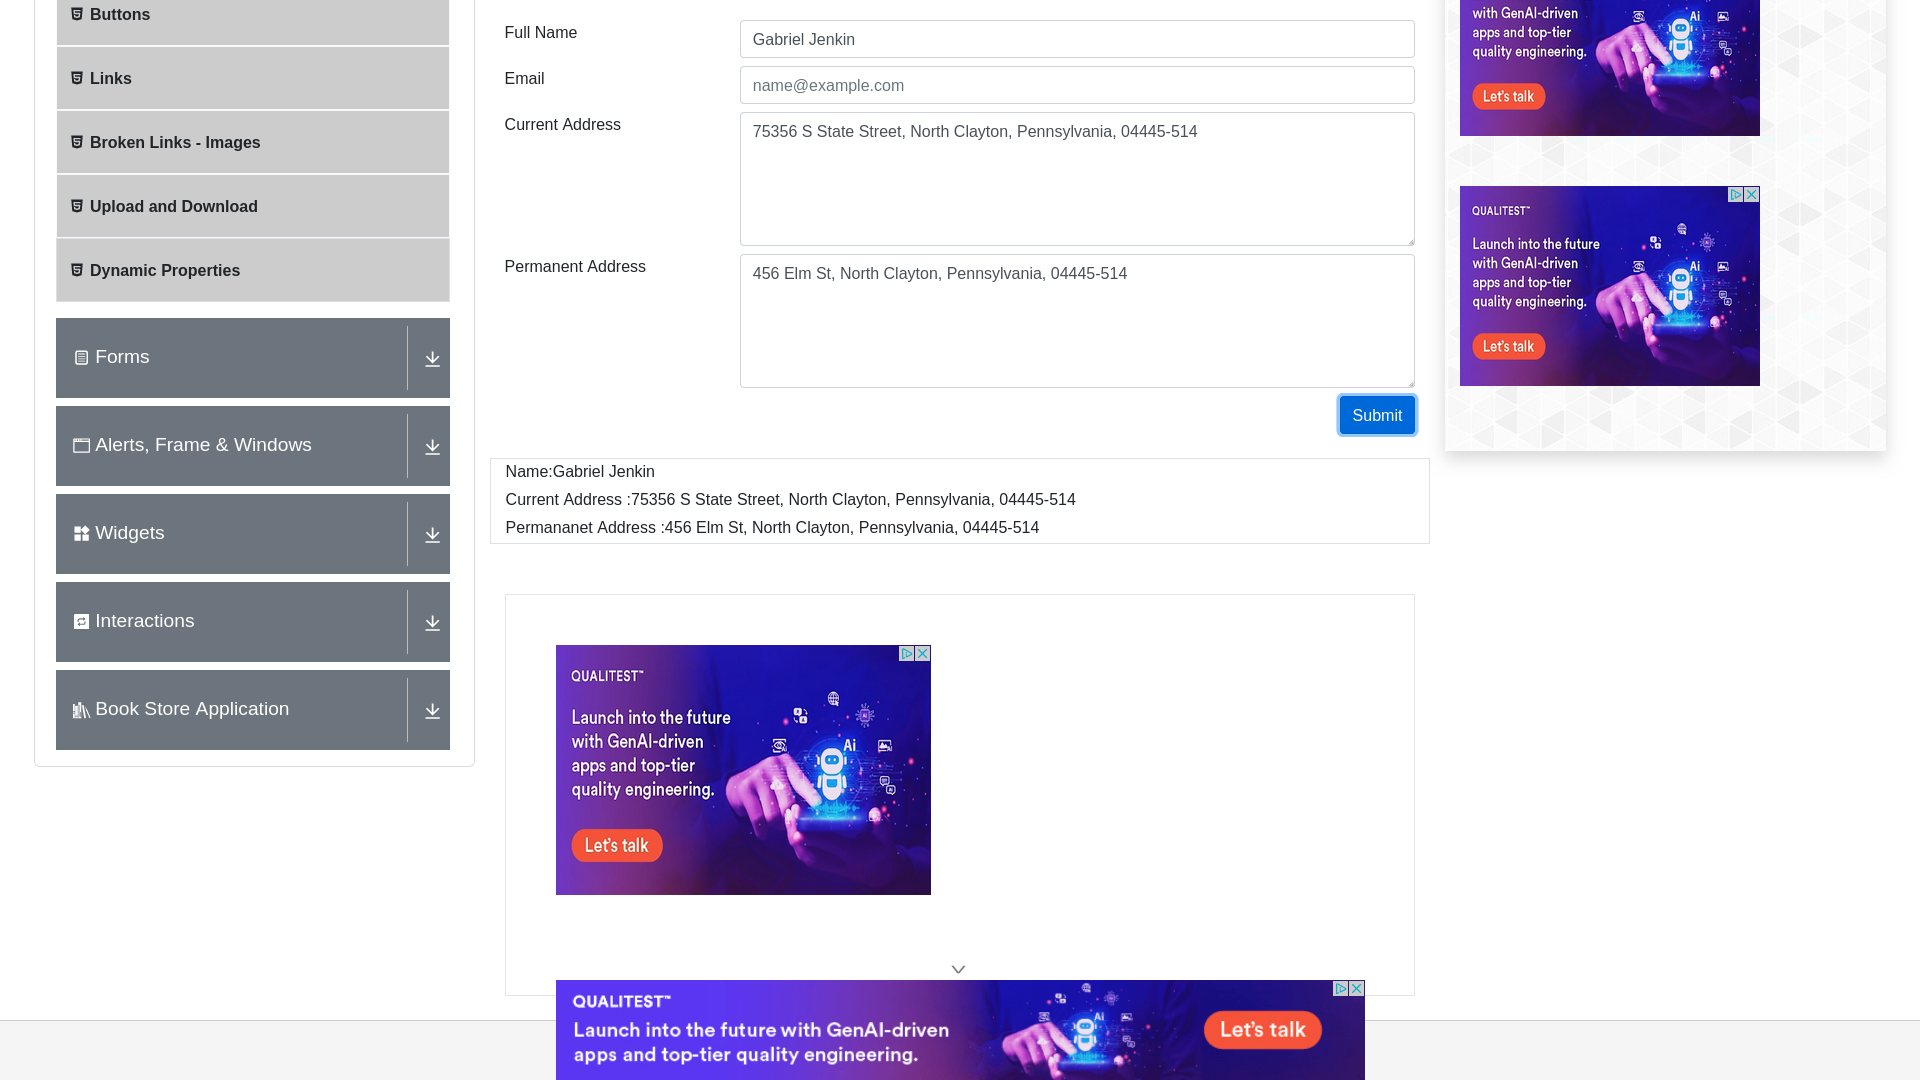 Buttons
Links
Broken Links - Images
Upload and Download
Dynamic Properties
Forms
Alerts, Frame & Windows
Widgets
Interactions
Book Store Application
Full Name
Gabriel Jenkin
Email
name@example.com
Current Address
75356 S State Street, North Clayton, Pennsylvania, 04445-514
Permanent Address
456 Elm St, North Clayton, Pennsylvania, 04445-514
Submit
Name:Gabriel Jenkin
Current Address :75356 S State Street, North Clayton, Pennsylvania, 04445-514
Permananet Address :456 Elm St, North Clayton, Pennsylvania, 04445-514
QUALITEST™
Launch into the future
with GenAI-driven
apps and top-tier
quality engineering.
Let's talk
Ai
QUALITEST™
Launch into the future with GenAI-driven
apps and top-tier quality engineering.
Ai
Let's talk
with GenAI-driven
apps and top-tier
quality engineering.
Let's talk
Ai
QUALITEST™
Launch into the future
with GenAI-driven
apps and top-tier
quality engineering.
Let's talk
Ai